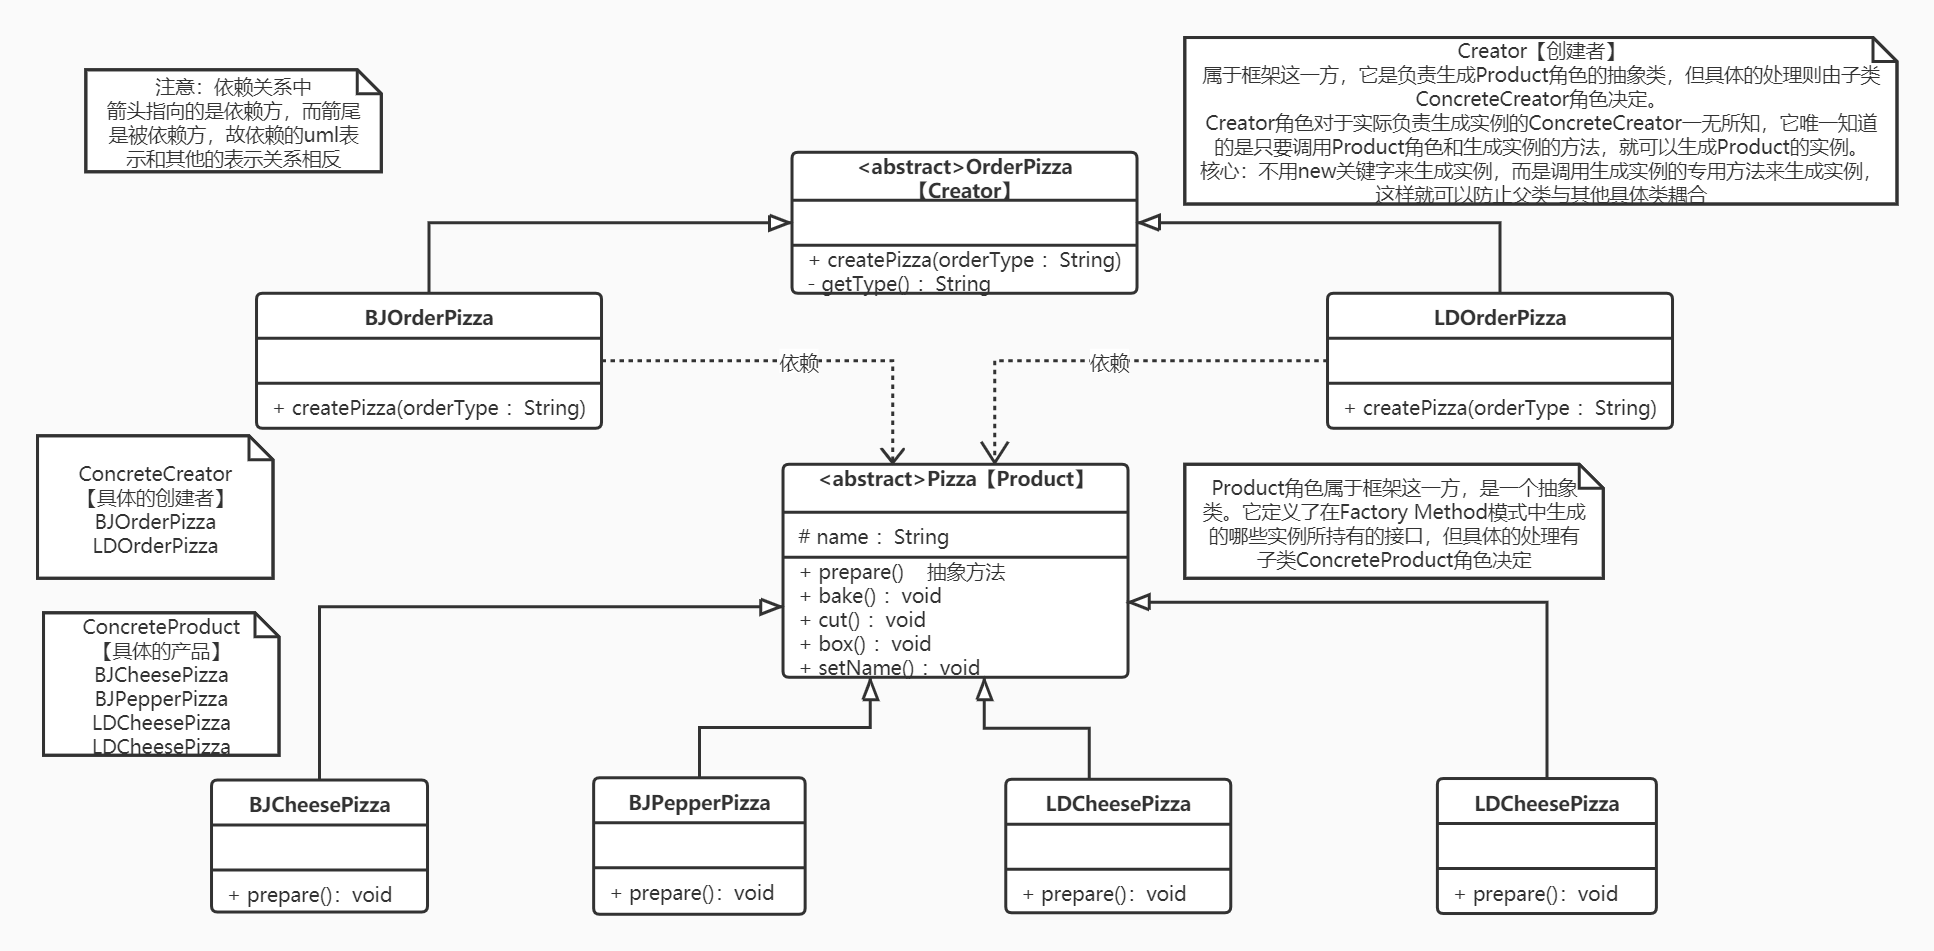 注意：依赖关系中
箭头指向的是依赖方，而箭尾
是被依赖方，故依赖的uml表
示和其他的表示关系相反
Creator【创建者】
属于框架这一方，它是负责生成Product角色的抽象类，但具体的处理则由子类
ConcreteCreator角色决定。
Creator角色对于实际负责生成实例的ConcreteCreator一无所知，它唯一知道
的是只要调用Product角色和生成实例的方法，就可以生成Product的实例。
核心：不用new关键字来生成实例，而是调用生成实例的专用方法来生成实例，
这样就可以防止父类与其他具体类耦合
<abstract>OrderPizza
【Creator】
+ createPizza(orderType ：String)
- getType() ：String
BJOrderPizza
+ createPizza(orderType ：String)
LDOrderPizza
+ createPizza(orderType ：String)
依赖
依赖
ConcreteCreator
【具体的创建者】
BJOrderPizza
LDOrderPizza
<abstract>Pizza【Product】
# name ：String
+ prepare() 抽象方法
+ bake() ：void
+ cut() ：void
+ box() ：void
+ setName() ：void
Product角色属于框架这一方，是一个抽象
类。它定义了在Factory Method模式中生成
的哪些实例所持有的接口，但具体的处理有
子类ConcreteProduct角色决定
ConcreteProduct
【具体的产品】
BJCheesePizza
BJPepperPizza
LDCheesePizza
LDCheesePizza
BJCheesePizza
+ prepare()：void
BJPepperPizza
+ prepare()：void
LDCheesePizza
+ prepare()：void
LDCheesePizza
+ prepare()：void